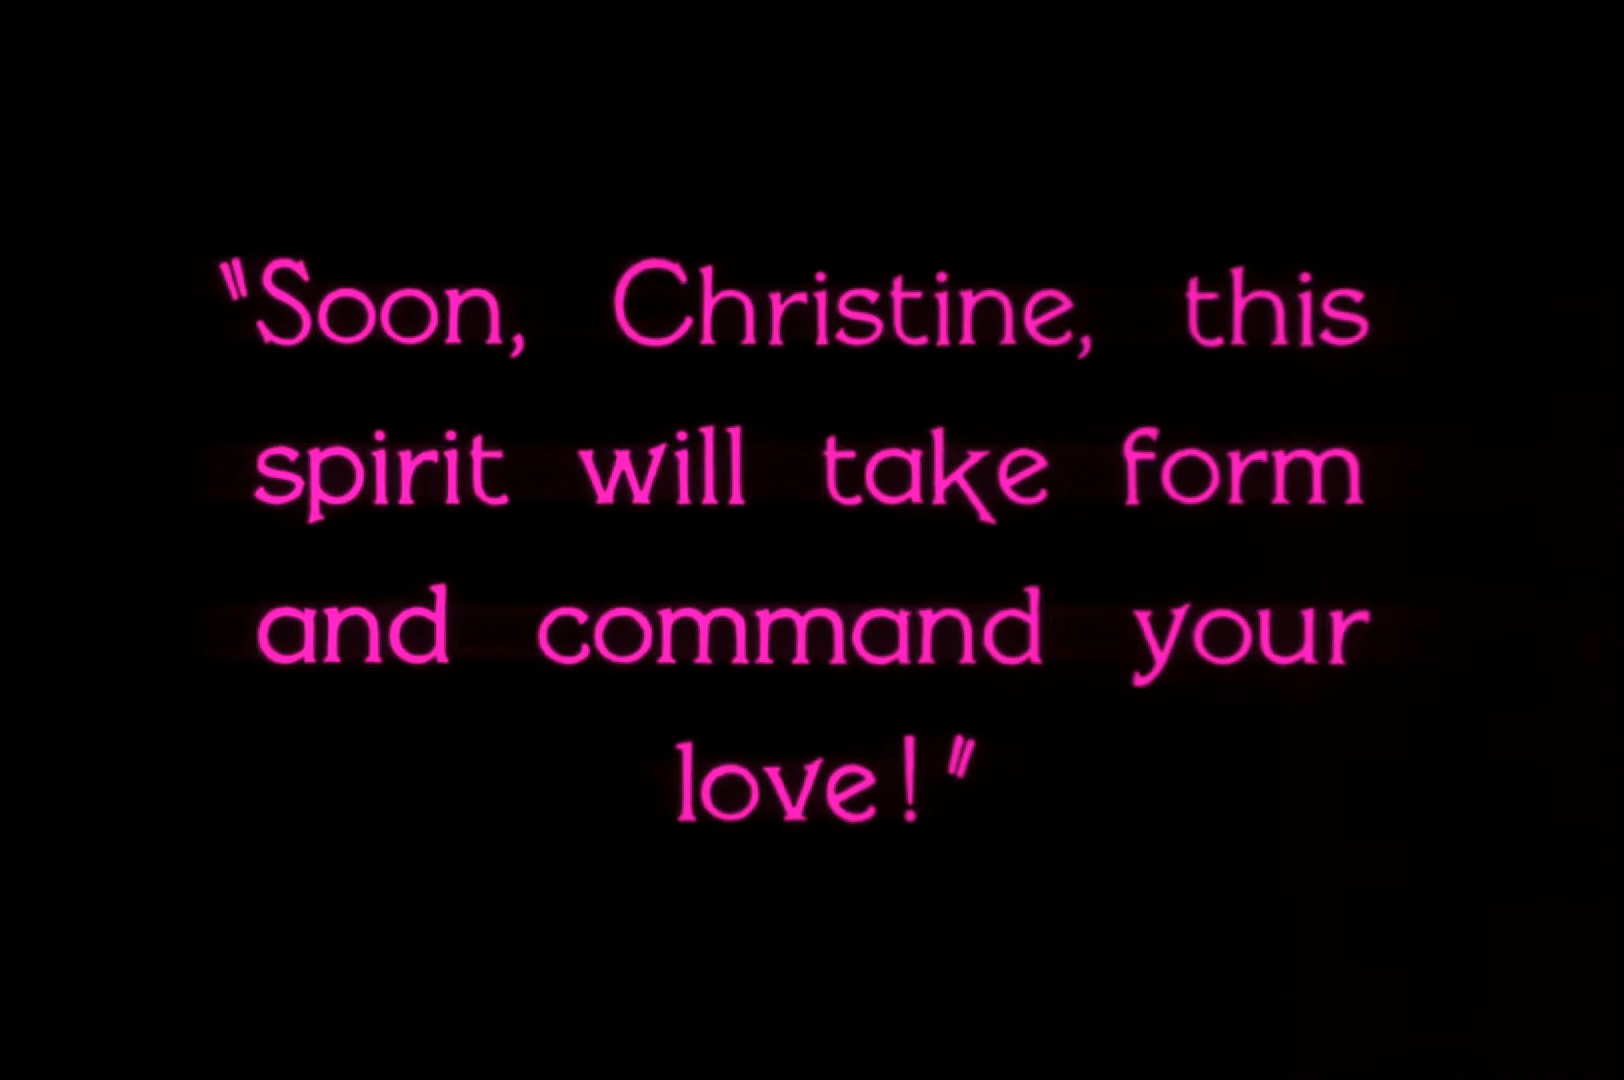 "Soon, Christine, this
spirit will take form
and command your
love!"